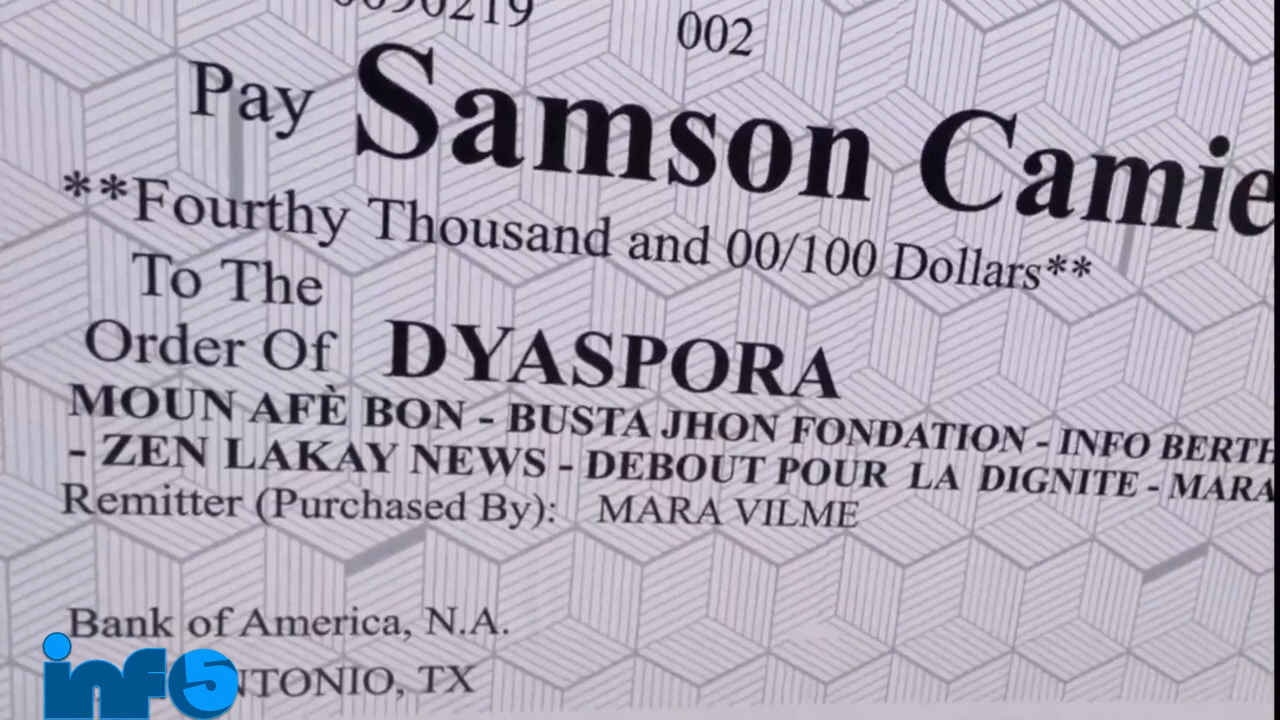 002
Pay Samson Camie
**Fourthy Thousand and 00/100 Dollars**
To The
Order Of DYASPORA
MOUN AFÈ BON - BUSTA JHON FONDATION - INFO BERTH
- ZEN LAKAY NEWS - DEBOUT POUR LA DIGNITE - MARA
Remitter (Purchased By): MARA VILME
Bank of America, N.A.
NTONIO, TX
inf5